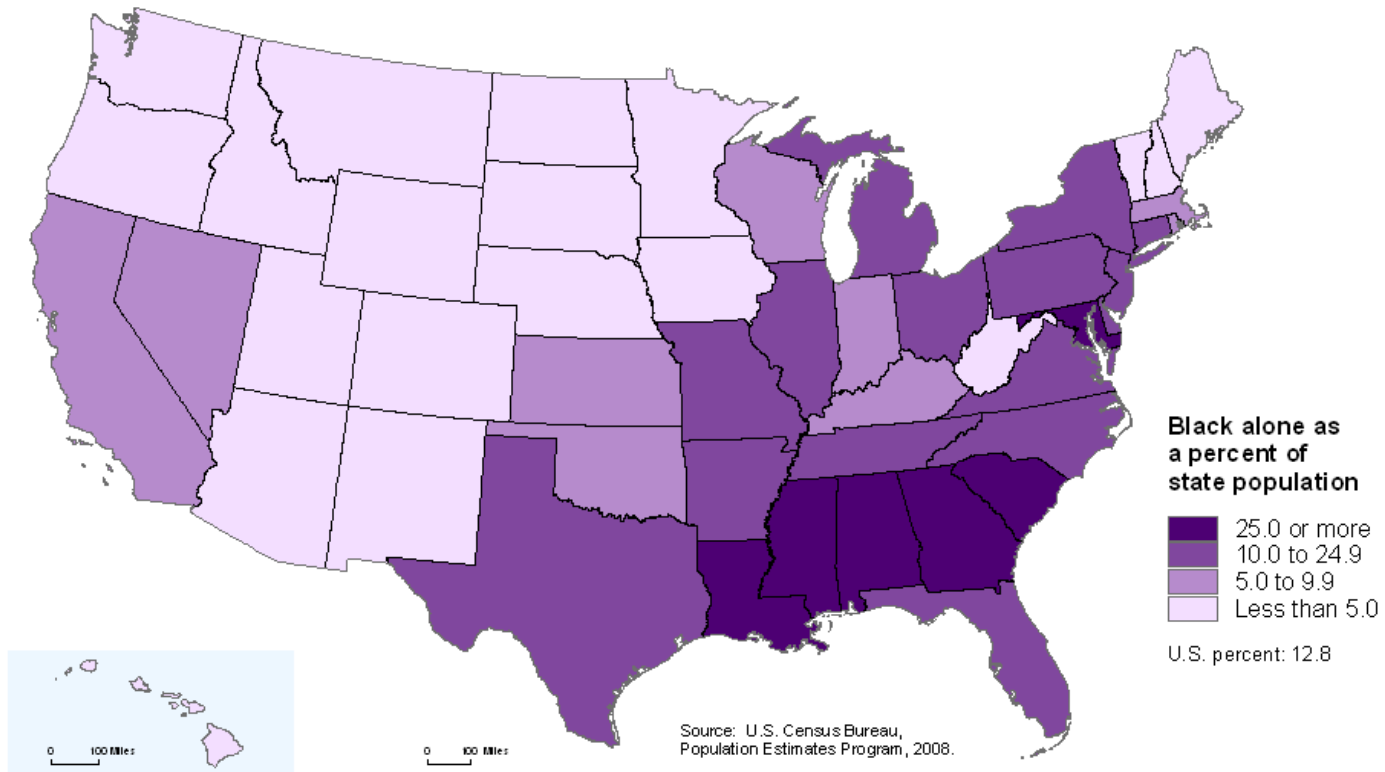 Black alone as
a percent of
state population
25.0 or more
10.0 to 24.9
5.0 to 9.9
Less than 5.0
U.S. percent: 12.8
Source: U.S. Census Bureau,
Population Estimates Program, 2008.
0 100 Miles
0 100 Miles